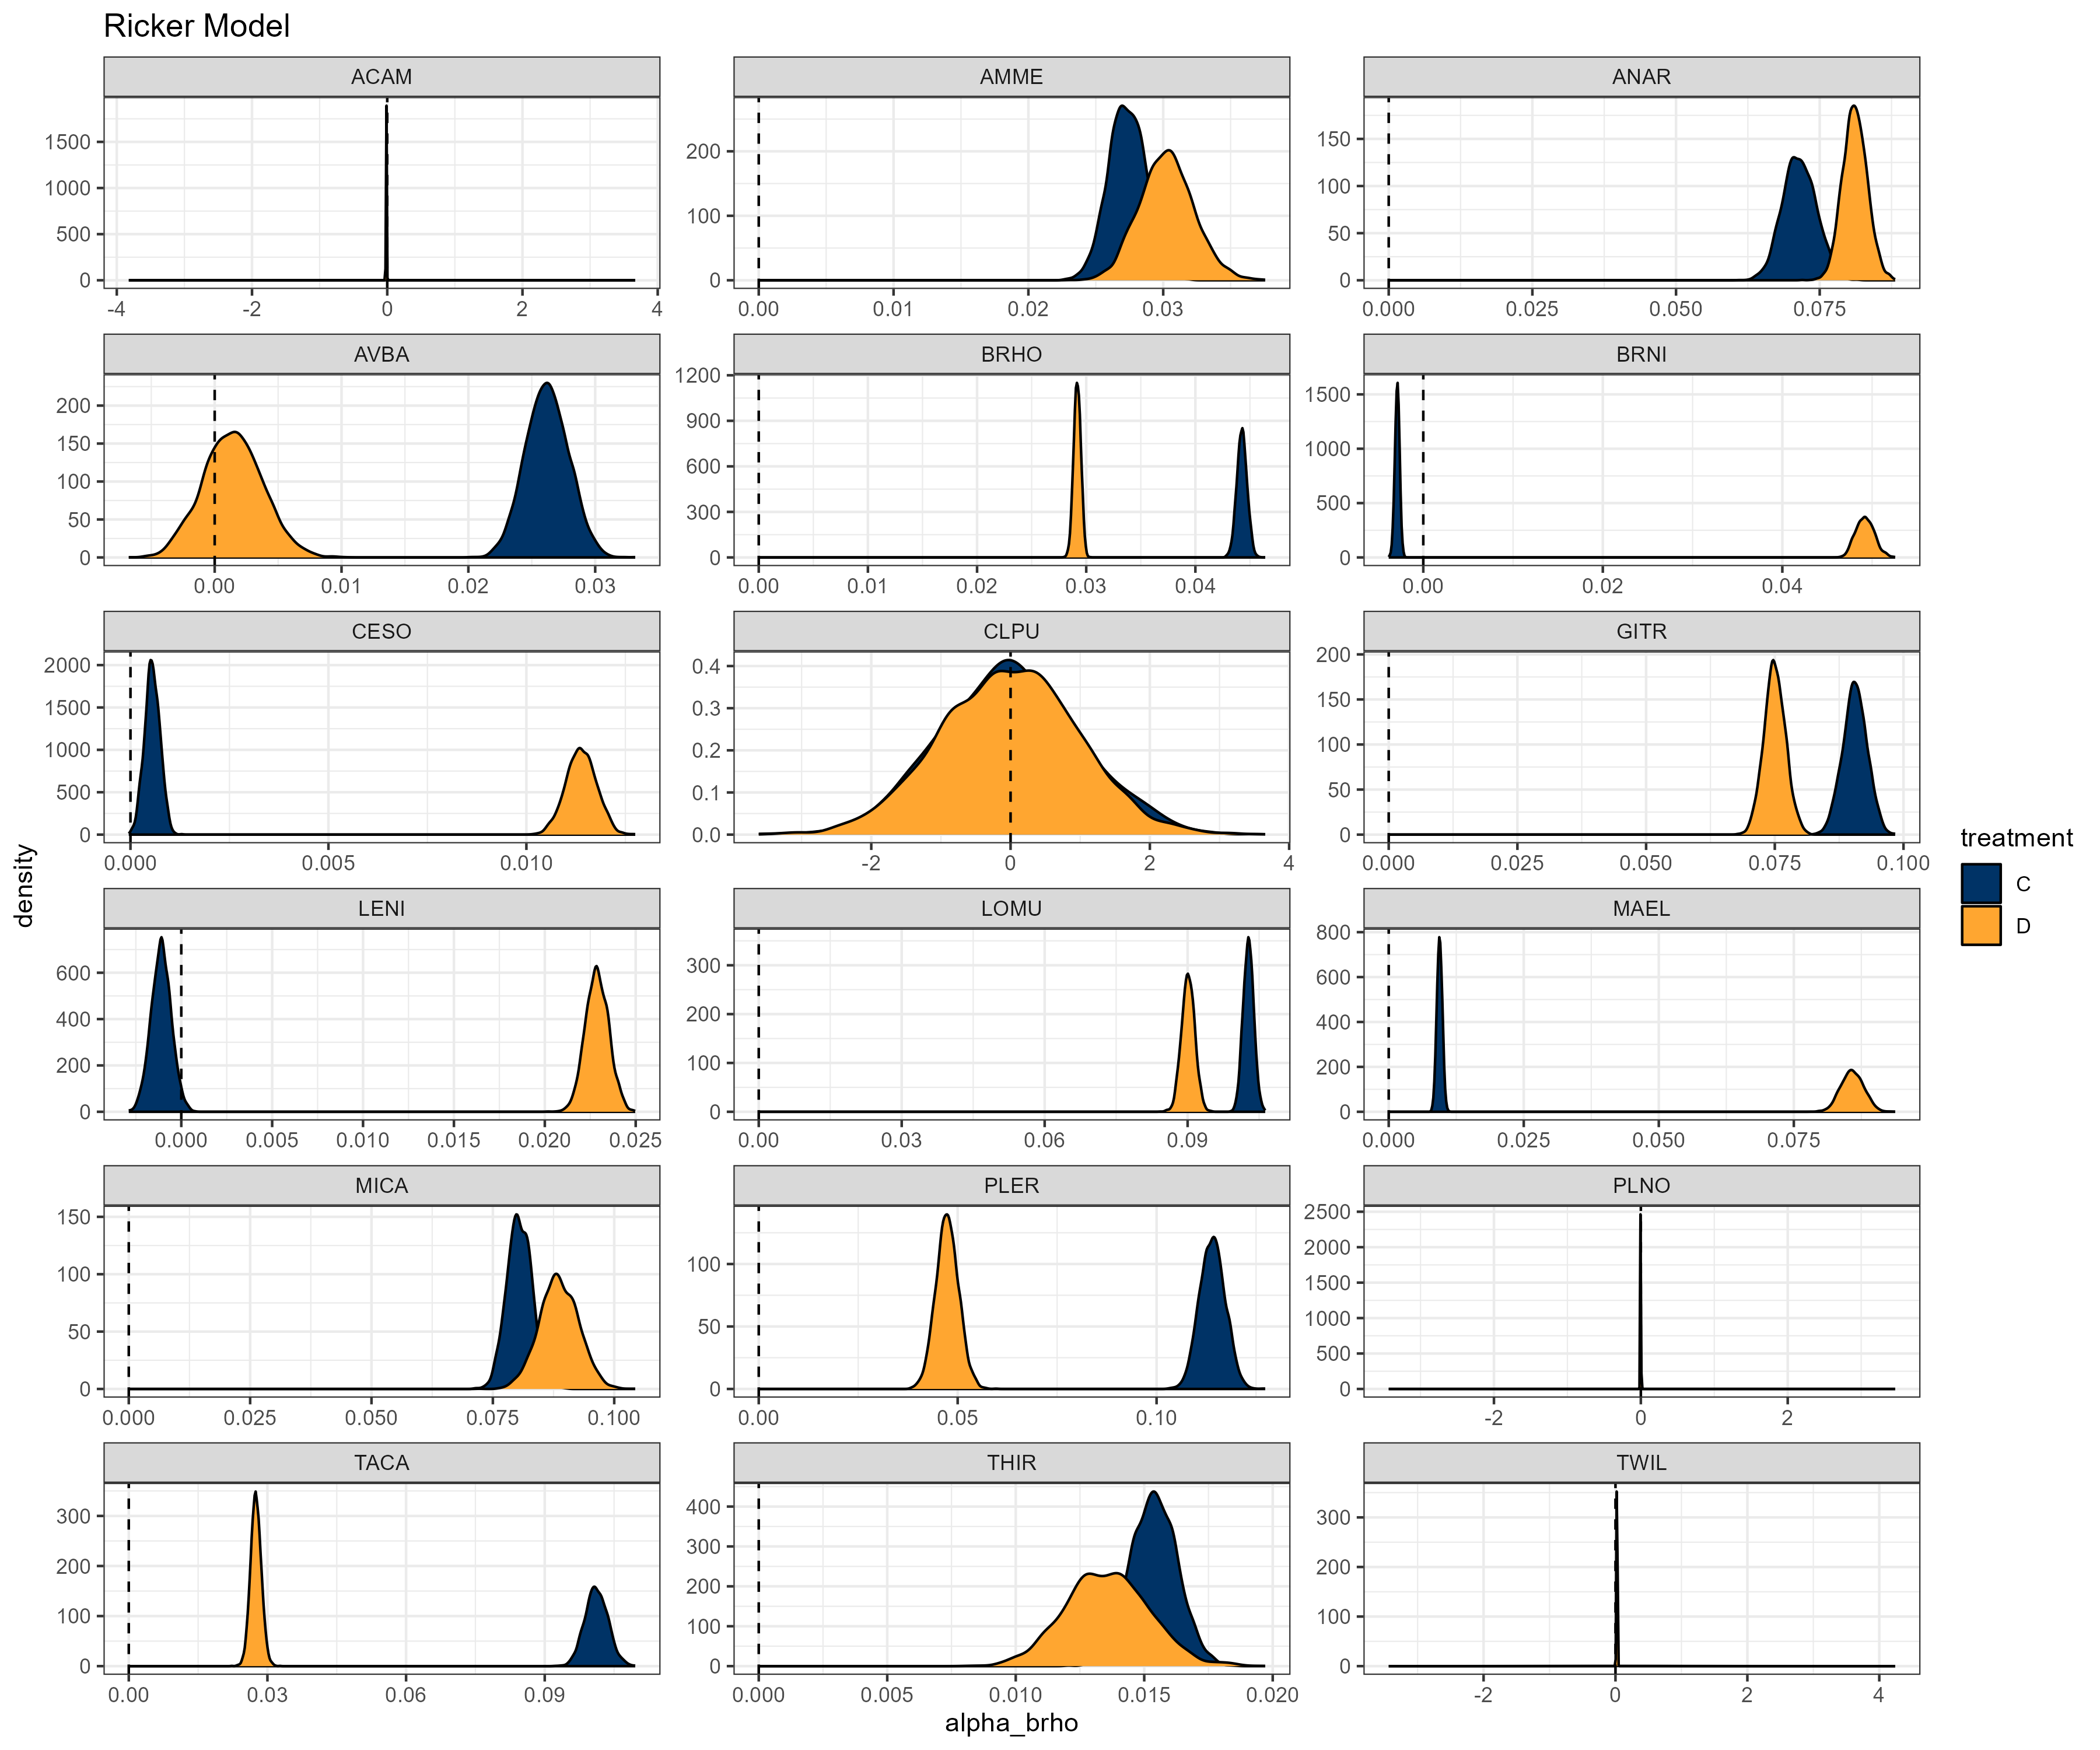 Ricker Model
ACAM AMME ANAR
1500 1000 500 0 200 100 0 150 100 50 0
-4 -2 0 2 4 0.00 0.01 0.02 0.03 0.000 0.025 0.050 0.075
AVBA BRHO BRNI
200 150 100 50 0 1200 900 600 300 0 1500 1000 500 0
0.00 0.01 0.02 0.03 0.00 0.01 0.02 0.03 0.04 0.00 0.02 0.04
CESO CLPU GITR
2000 1500 1000 500 0 0.4 0.3 0.2 0.1 0.0 200 150 100 50 0
0.000 0.005 0.010 -2 0 2 4 0.000 0.025 0.050 0.075 0.100
density
treatment
C
D
LENI LOMU MAEL
600 400 200 0 300 200 100 0 800 600 400 200 0
0.000 0.005 0.010 0.015 0.020 0.025 0.00 0.03 0.06 0.09 0.000 0.025 0.050 0.075
MICA PLER PLNO
150 100 50 0 100 50 0 2500 2000 1500 1000 500 0
0.000 0.025 0.050 0.075 0.100 0.00 0.05 0.10 -2 0 2
TACA THIR TWIL
300 200 100 0 400 300 200 100 0 300 200 100 0
0.00 0.03 0.06 0.09 0.000 0.005 0.010 0.015 0.020 -2 0 2 4
alpha_brho